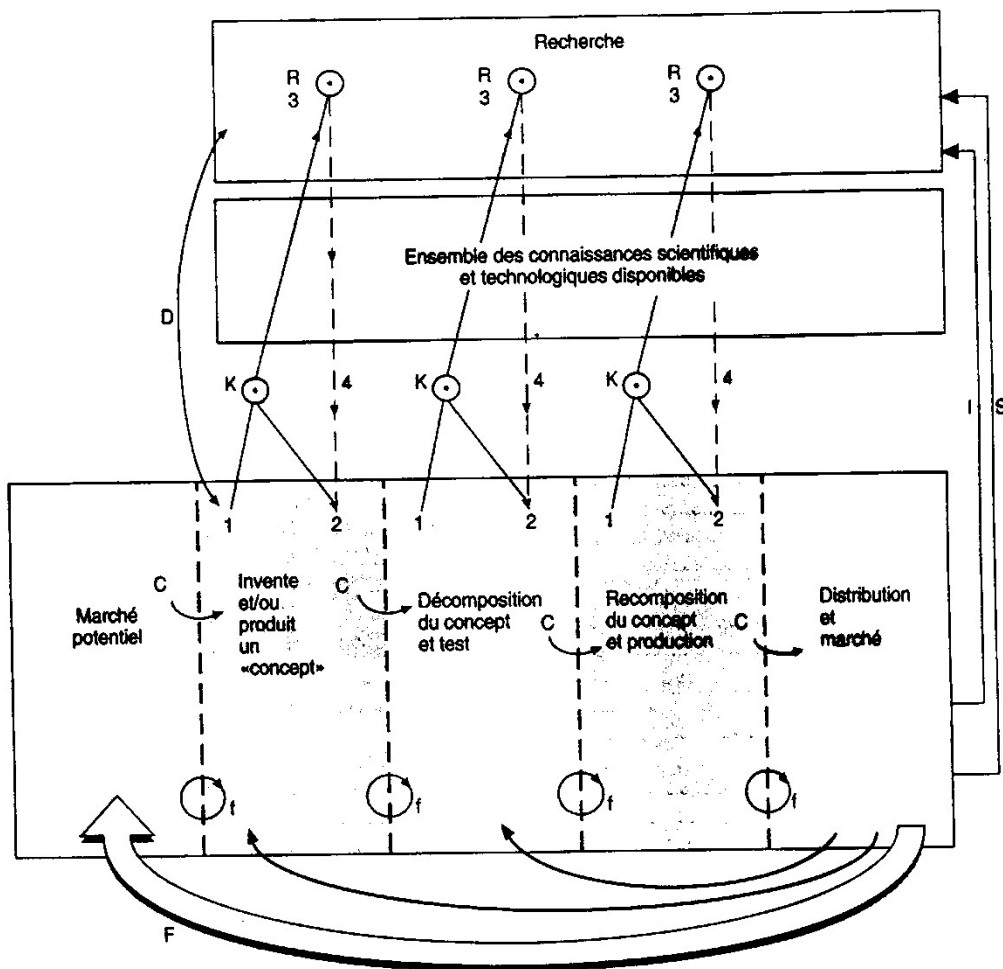 Recherche
R
3
R
3
R
3
Ensemble des connaissances scientifiques
et technologiques disponibles
D
K
4
K
4
K
4
I
S
1
2
1
2
1
2
Marché
potentiel
C
Invente
et/ou
produit
un
«concept»
C
Décomposition
du concept
et test
C
Recomposition
du concept
et production
C
Distribution
et
marché
f
f
f
f
F